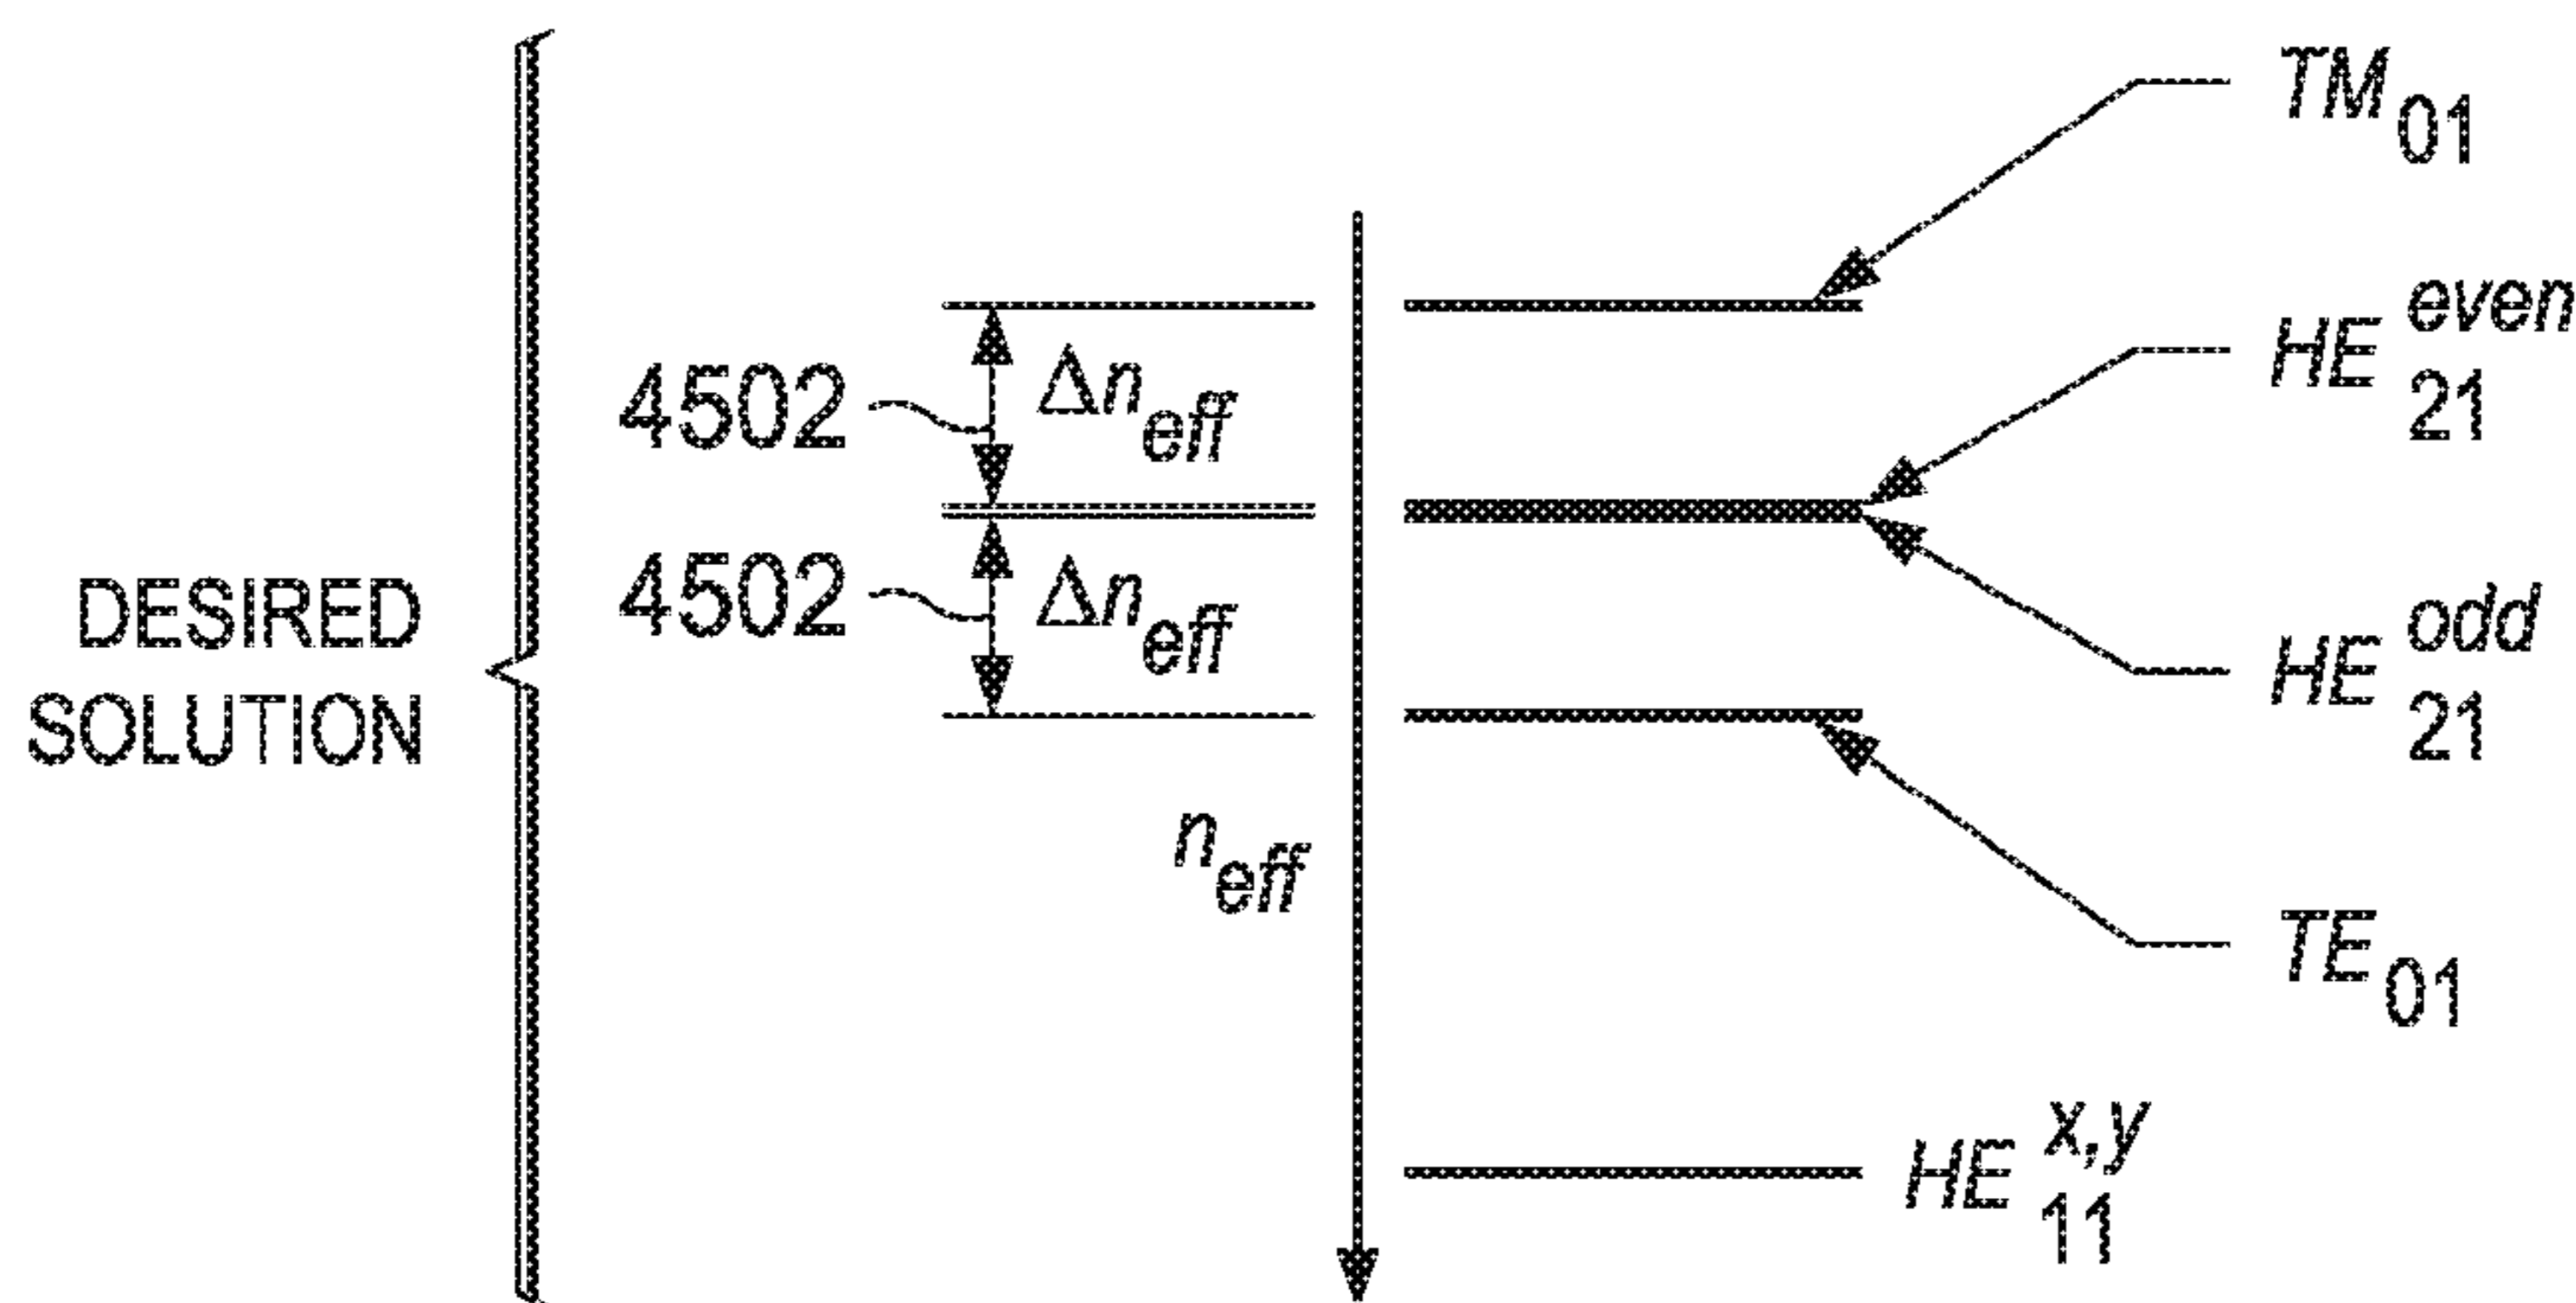 TM01
HE21even
4502 Δneff
4502 Δneff
DESIRED
SOLUTION
HE21odd
neff
TE01
HE11x,y